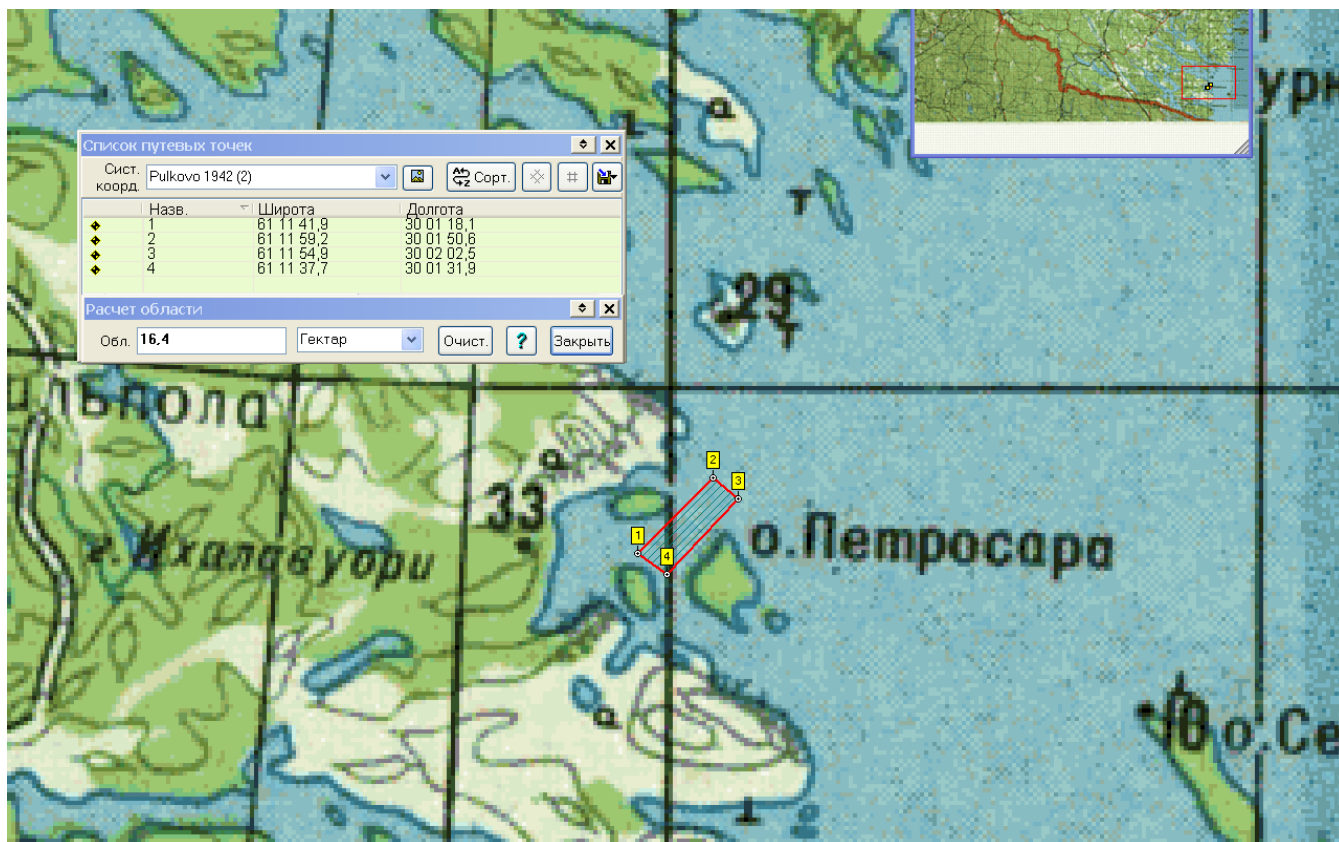 Список путевых точек
Сист. коорд. Pulkovo 1942 (2) Сорт.
Назв. Широта Долгота
1 61 11 41,9 30 01 18,1
2 61 11 59,2 30 01 50,6
3 61 11 54,9 30 02 02,5
4 61 11 37,7 30 01 31,9
Расчет области
Обл. 16,4 Гектар Очист. ? Закрыть
а
т
29
т
33
а
г. Ихалавуори
1
2
3
4
о.Петросара
а
10
о.Се